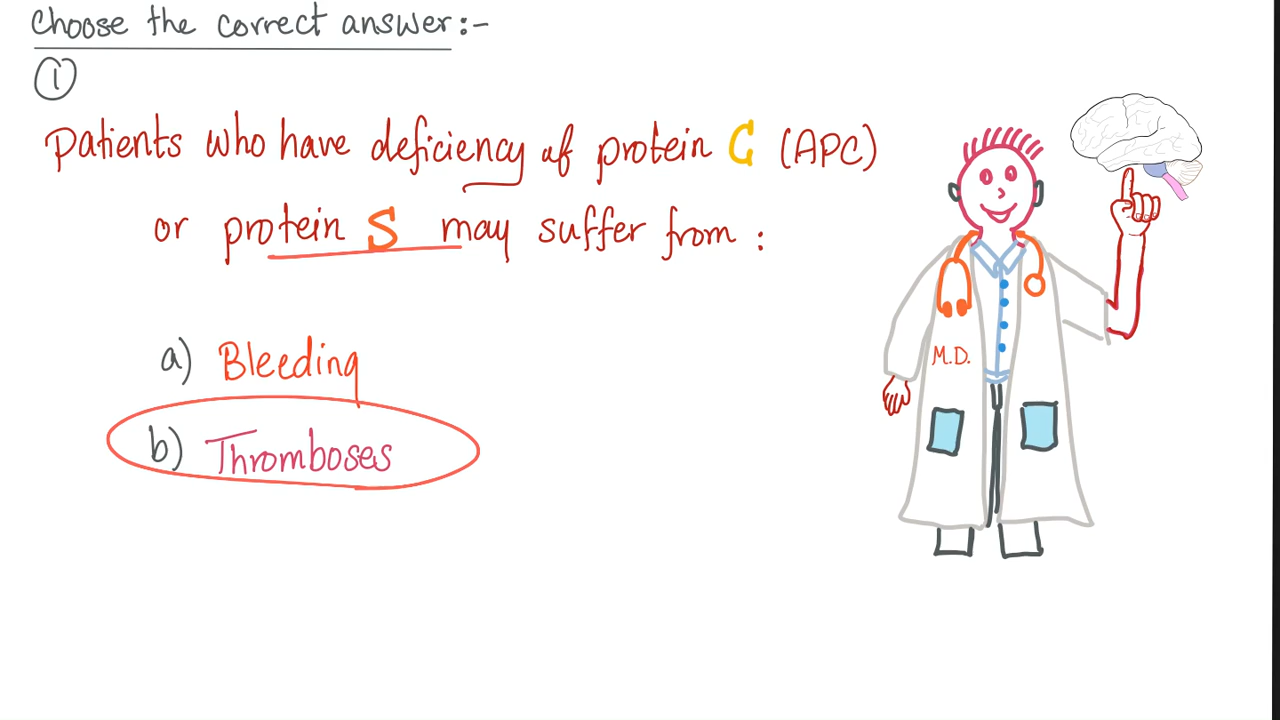 Choose the correct answer:-
①
Patients who have deficiency of protein C (APC)
or protein S may suffer from :
a) Bleeding
b) Thromboses
M.D.